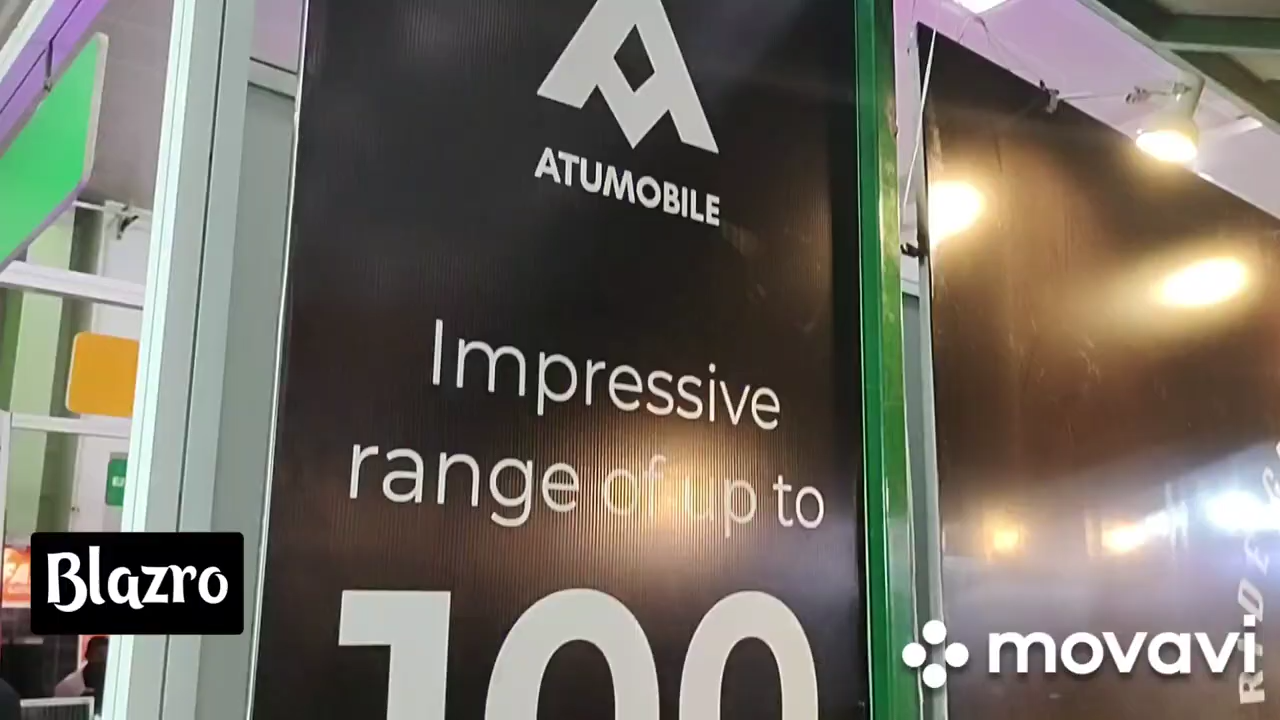 ATUMOBILE
Impressive
range of up to
100
Blazro
movavi